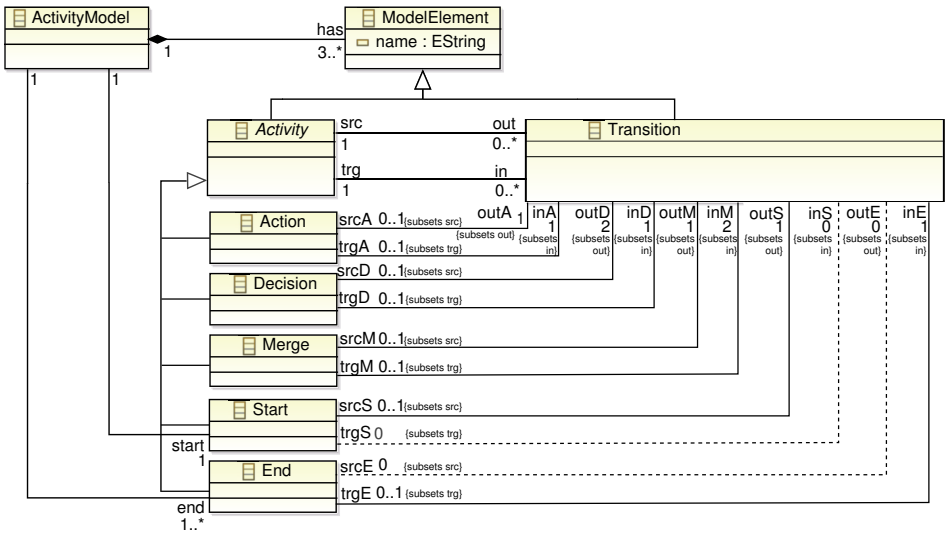 ActivityModel
ModelElement
has
name : EString
1
3..*
1
1
Activity
src
out
Transition
1
0..*
trg
in
1
0..*
Action
srcA 0..1 {subsets src}
outA 1
{subsets out}
trgA 0..1 {subsets trg}
inA
1
{subsets
in}
outD
2
{subsets
out}
inD
1
{subsets
in}
outM
1
{subsets
out}
inM
2
{subsets
in}
outS
1
{subsets
out}
inS
0
{subsets
in}
outE
0
{subsets
out}
inE
1
{subsets
in}
Decision
srcD 0..1 {subsets src}
trgD 0..1 {subsets trg}
Merge
srcM 0..1 {subsets src}
trgM 0..1 {subsets trg}
Start
srcS 0..1 {subsets src}
trgS 0 {subsets trg}
start
1
End
srcE 0 {subsets src}
trgE 0..1 {subsets trg}
end
1..*